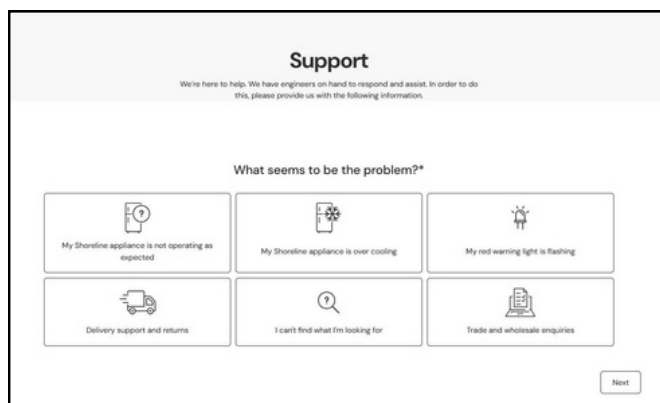 Support
We're here to help. We have engineers on hand to respond and assist. In order to do
this, please provide us with the following information.
What seems to be the problem?*
My Shoreline appliance is not operating as
expected
My Shoreline appliance is over cooling
My red warning light is flashing
Delivery support and returns
I can't find what I'm looking for
Trade and wholesale enquiries
Next